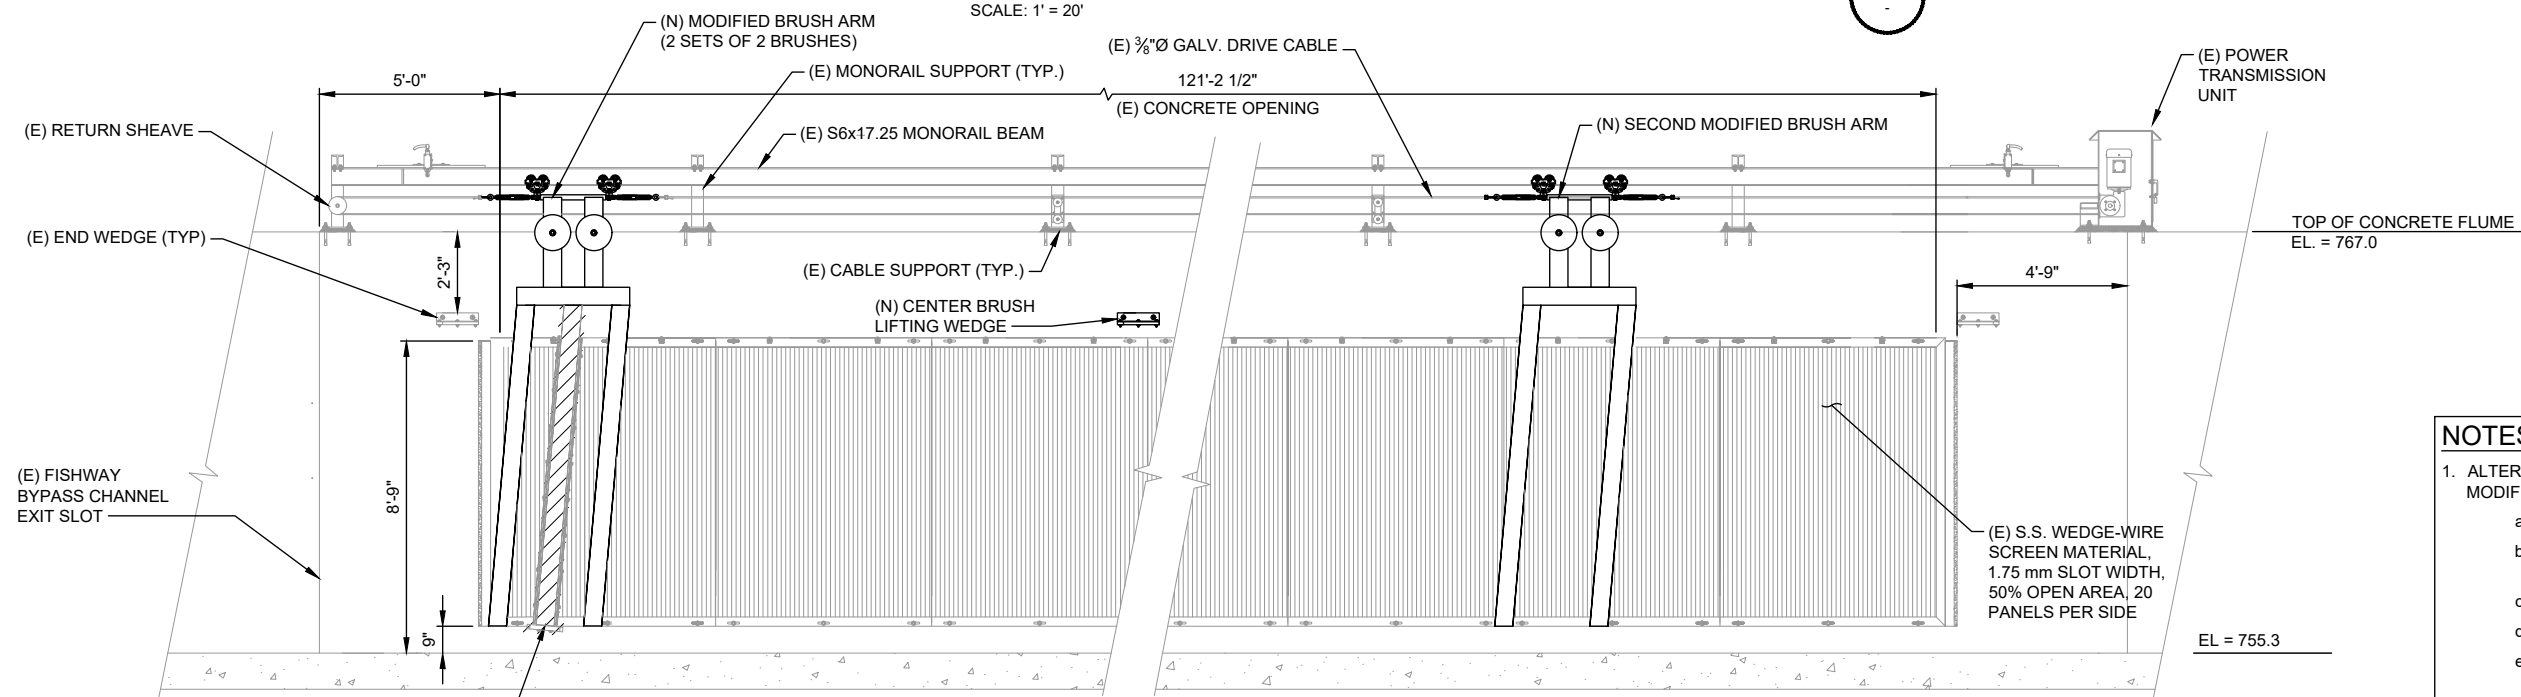 SCALE: 1' = 20'
-
(N) MODIFIED BRUSH ARM
(2 SETS OF 2 BRUSHES)
(E) ⅜"Ø GALV. DRIVE CABLE
(E) POWER
TRANSMISSION
UNIT
5'-0"
(E) MONORAIL SUPPORT (TYP.)
121'-2 1/2"
(E) CONCRETE OPENING
(E) RETURN SHEAVE
(E) S6x17.25 MONORAIL BEAM
(N) SECOND MODIFIED BRUSH ARM
TOP OF CONCRETE FLUME
EL. = 767.0
(E) END WEDGE (TYP)
2'-3"
(E) CABLE SUPPORT (TYP.)
4'-9"
(N) CENTER BRUSH
LIFTING WEDGE
(E) FISHWAY
BYPASS CHANNEL
EXIT SLOT
8'-9"
9"
(E) S.S. WEDGE-WIRE
SCREEN MATERIAL,
1.75 mm SLOT WIDTH,
50% OPEN AREA, 20
PANELS PER SIDE
EL = 755.3
NOTES
1. ALTER
MODIF
a
b
c
d
e